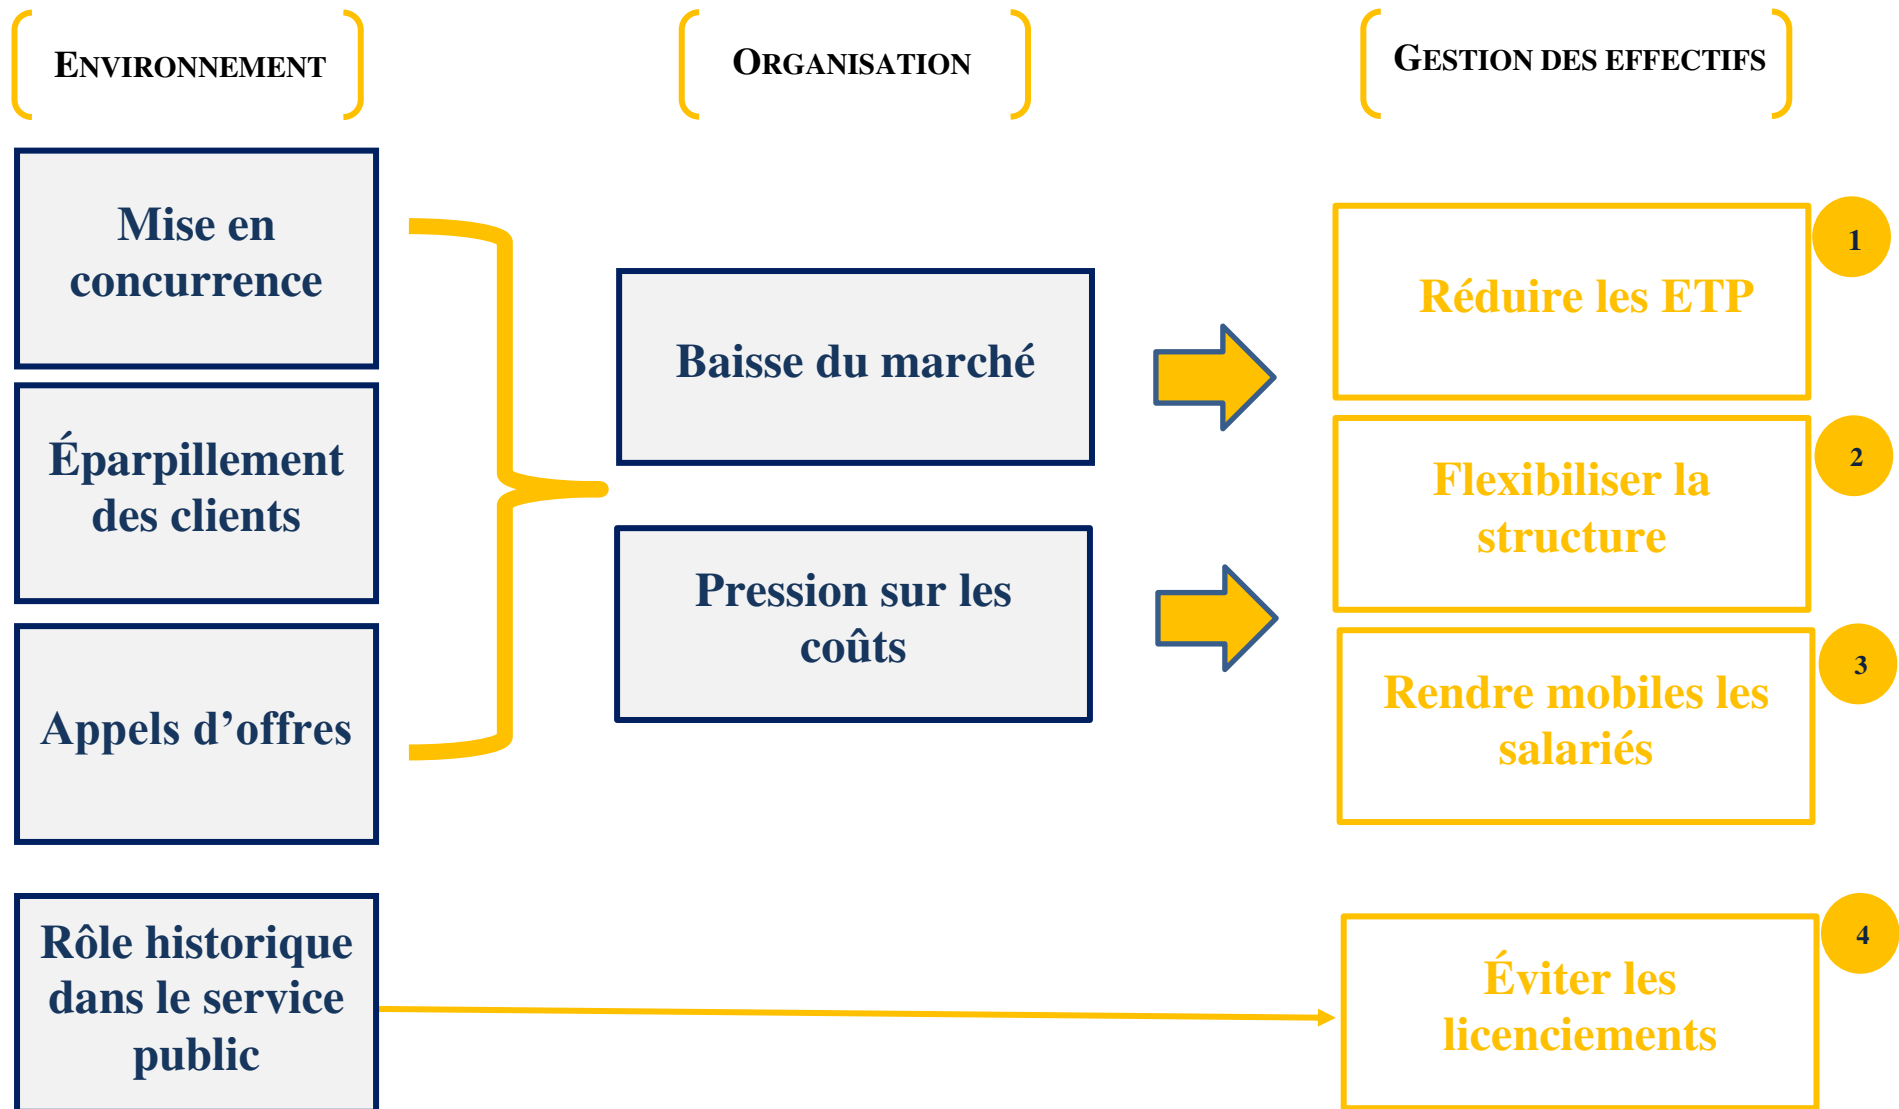 ENVIRONNEMENT
ORGANISATION
GESTION DES EFFECTIFS
Mise en
concurrence
Éparpillement
des clients
Appels d’offres
Rôle historique
dans le service
public
Baisse du marché
Pression sur les
coûts
1
Réduire les ETP
2
Flexibiliser la
structure
3
Rendre mobiles les
salariés
4
Éviter les
licenciements